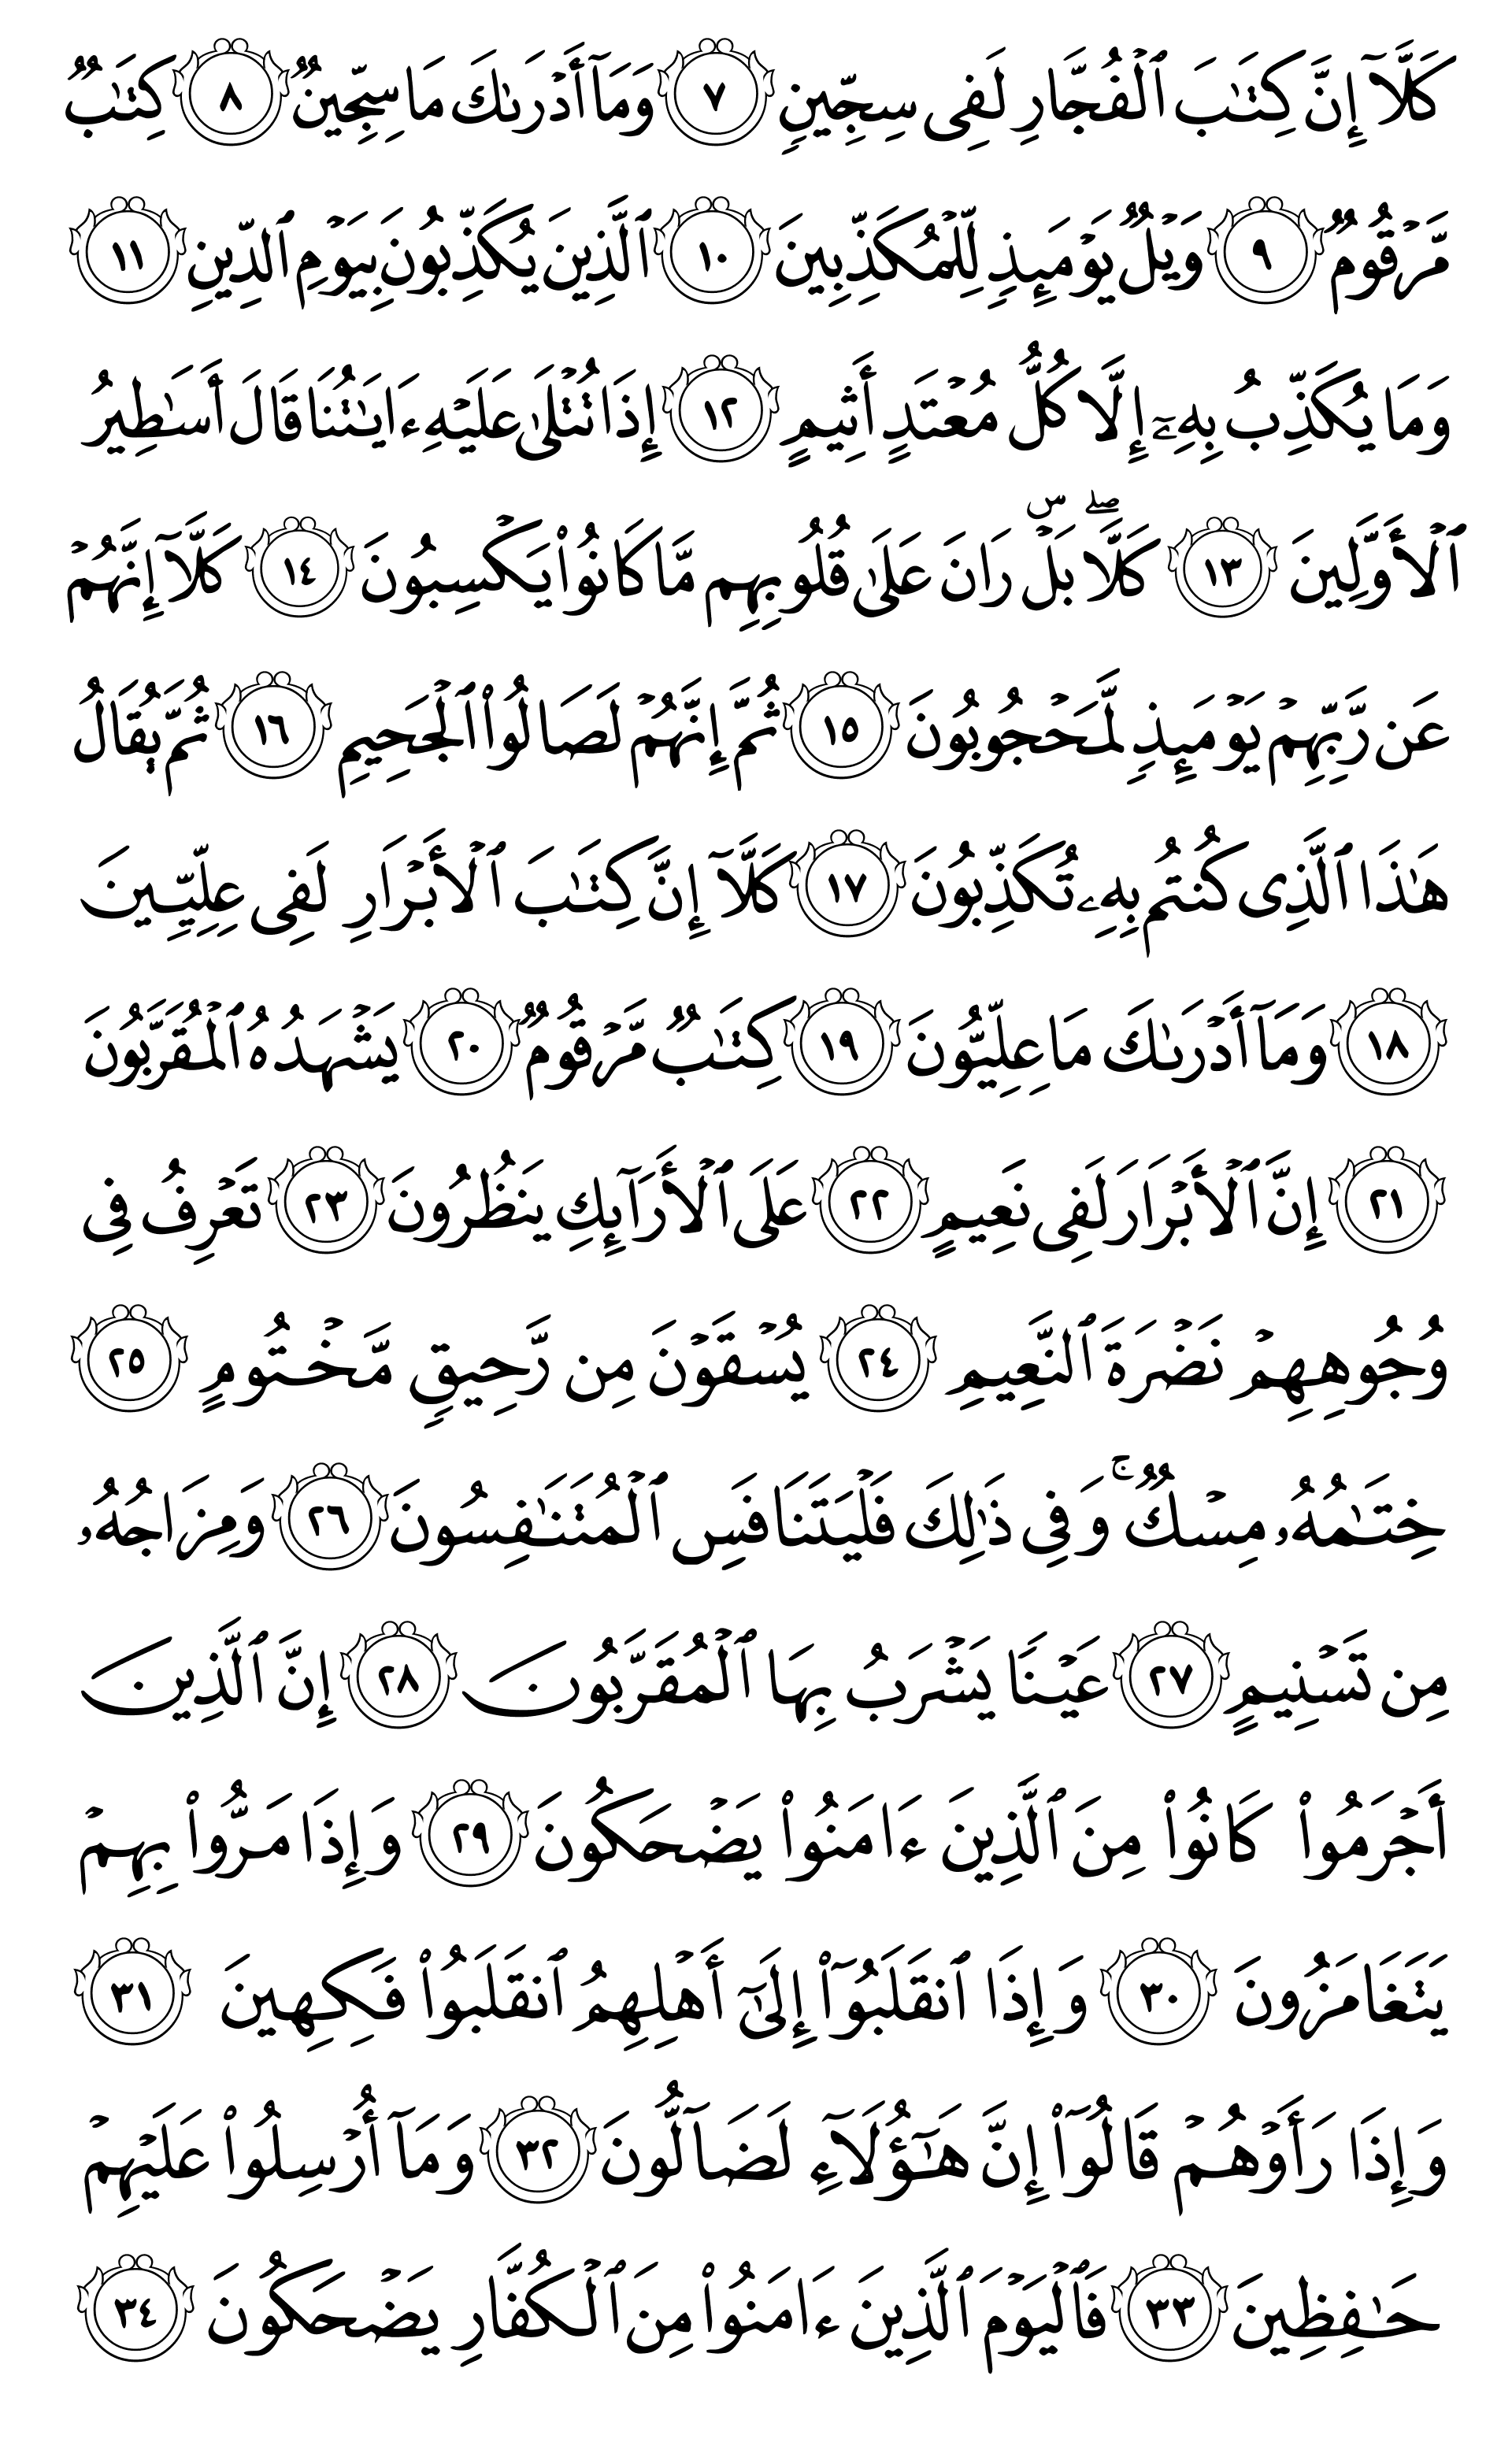 كَلَّآ إِنَّ كِتَٰبَ ٱلْفُجَّارِ لَفِى سِجِّينٍ ٧ وَمَآ أَدْرَىٰكَ مَا سِجِّينٌ ٨ كِتَٰبٌ
مَّرْقُومٌ ٩ وَيْلٌ يَوْمَئِذٍ لِّلْمُكَذِّبِينَ ١٠ ٱلَّذِينَ يُكَذِّبُونَ بِيَوْمِ ٱلدِّينِ ١١
وَمَا يُكَذِّبُ بِهِۦٓ إِلَّا كُلُّ مُعْتَدٍ أَثِيمٍ ١٢ إِذَا تُتْلَىٰ عَلَيْهِ ءَايَٰتُنَا قَالَ أَسَٰطِيرُ
ٱلْأَوَّلِينَ ١٣ كَلَّا ۖ بَلْ ۜ رَانَ عَلَىٰ قُلُوبِهِم مَّا كَانُوا۟ يَكْسِبُونَ ١٤ كَلَّآ إِنَّهُمْ
عَن رَّبِّهِمْ يَوْمَئِذٍ لَّمَحْجُوبُونَ ١٥ ثُمَّ إِنَّهُمْ لَصَالُوا۟ ٱلْجَحِيمِ ١٦ ثُمَّ يُقَالُ
هَٰذَا ٱلَّذِى كُنتُم بِهِۦ تُكَذِّبُونَ ١٧ كَلَّآ إِنَّ كِتَٰبَ ٱلْأَبْرَارِ لَفِى عِلِّيِّينَ
١٨ وَمَآ أَدْرَىٰكَ مَا عِلِّيُّونَ ١٩ كِتَٰبٌ مَّرْقُومٌ ٢٠ يَشْهَدُهُ ٱلْمُقَرَّبُونَ
٢١ إِنَّ ٱلْأَبْرَارَ لَفِى نَعِيمٍ ٢٢ عَلَى ٱلْأَرَآئِكِ يَنظُرُونَ ٢٣ تَعْرِفُ فِى
وُجُوهِهِمْ نَضْرَةَ ٱلنَّعِيمِ ٢٤ يُسْقَوْنَ مِن رَّحِيقٍ مَّخْتُومٍ ٢٥
خِتَٰمُهُۥ مِسْكٌ ۚ وَفِى ذَٰلِكَ فَلْيَتَنَافَسِ ٱلْمُتَنَٰفِسُونَ ٢٦ وَمِزَاجُهُۥ
مِن تَسْنِيمٍ ٢٧ عَيْنًا يَشْرَبُ بِهَا ٱلْمُقَرَّبُونَ ٢٨ إِنَّ ٱلَّذِينَ
أَجْرَمُوا۟ كَانُوا۟ مِنَ ٱلَّذِينَ ءَامَنُوا۟ يَضْحَكُونَ ٢٩ وَإِذَا مَرُّوا۟ بِهِمْ
يَتَغَامَزُونَ ٣٠ وَإِذَا ٱنقَلَبُوٓا۟ إِلَىٰٓ أَهْلِهِمُ ٱنقَلَبُوا۟ فَكِهِينَ ٣١
وَإِذَا رَأَوْهُمْ قَالُوٓا۟ إِنَّ هَٰٓؤُلَآءِ لَضَآلُّونَ ٣٢ وَمَآ أُرْسِلُوا۟ عَلَيْهِمْ
حَٰفِظِينَ ٣٣ فَٱلْيَوْمَ ٱلَّذِينَ ءَامَنُوا۟ مِنَ ٱلْكُفَّارِ يَضْحَكُونَ ٣٤